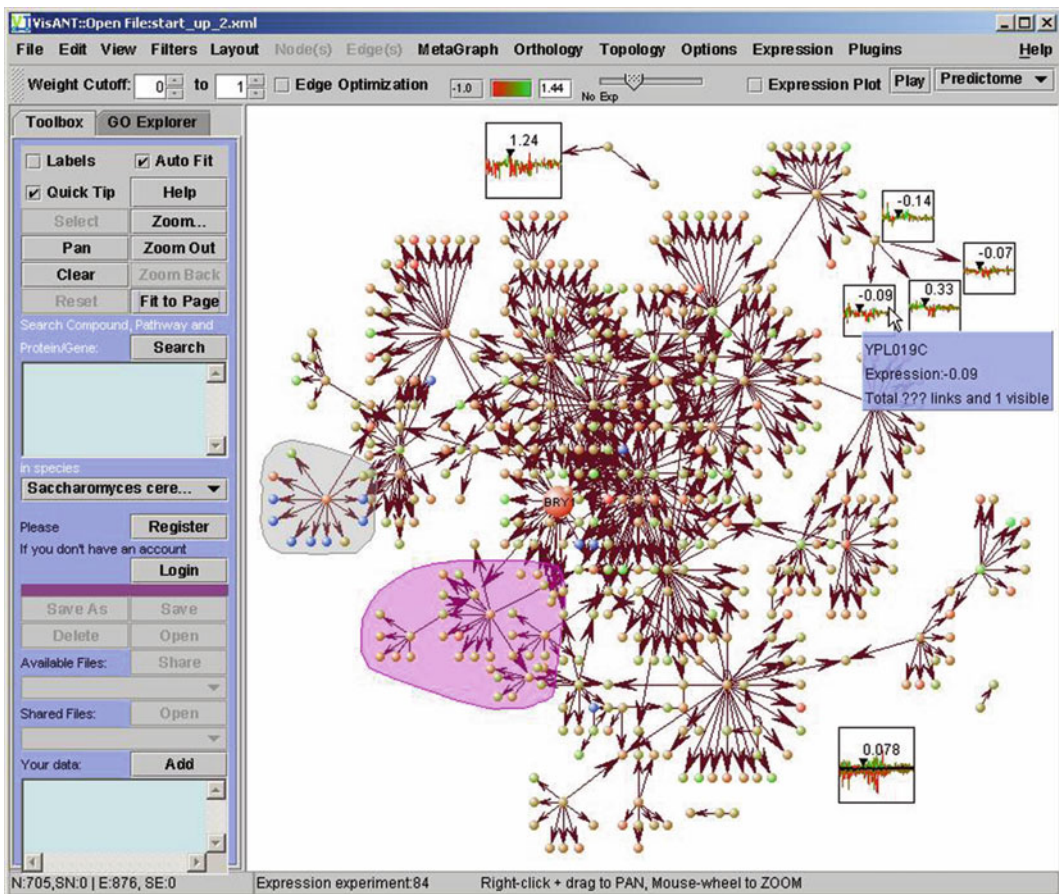 VisANT::Open File:start_up_2.xml
File Edit View Filters Layout Node(s) Edge(s) MetaGraph Orthology Topology Options Expression Plugins Help
Weight Cutoff: 0 to 1 Edge Optimization -1.0 1.44 No Exp Expression Plot Play Predictome
Toolbox GO Explorer
Labels Auto Fit
Quick Tip Help
Select Zoom...
Pan Zoom Out
Clear Zoom Back
Reset Fit to Page
Search Compound, Pathway and
Protein/Gene: Search
in species
Saccharomyces cere...
Please Register
If you don't have an account
Login
Save As Save
Delete Open
Available Files: Share
Shared Files: Open
Your data: Add
1.24
-0.14
-0.07
-0.09
0.33
YPL019C
Expression:-0.09
Total ??? links and 1 visible
BRY1
0.078
N:705,SN:0 | E:876, SE:0 Expression experiment:84 Right-click + drag to PAN, Mouse-wheel to ZOOM